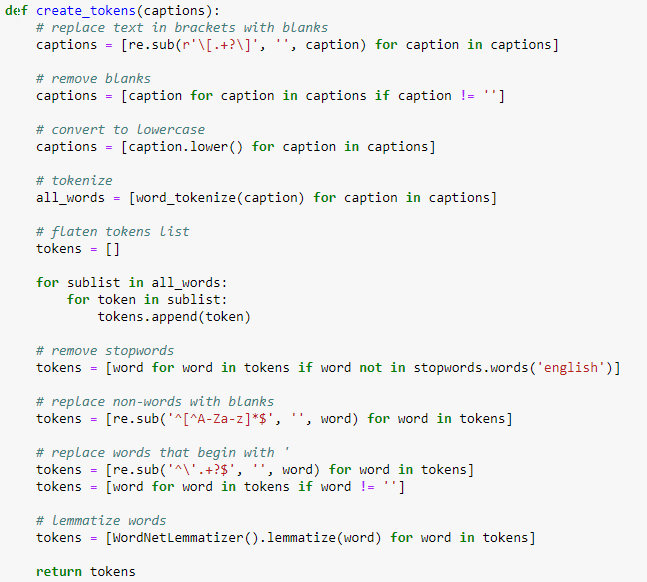 def create_tokens(captions):
    # replace text in brackets with blanks
    captions = [re.sub(r'\[.+?\]', '', caption) for caption in captions]

    # remove blanks
    captions = [caption for caption in captions if caption != '']

    # convert to lowercase
    captions = [caption.lower() for caption in captions]

    # tokenize
    all_words = [word_tokenize(caption) for caption in captions]

    # flaten tokens list
    tokens = []

    for sublist in all_words:
        for token in sublist:
            tokens.append(token)

    # remove stopwords
    tokens = [word for word in tokens if word not in stopwords.words('english')]

    # replace non-words with blanks
    tokens = [re.sub('^[^A-Za-z]*$', '', word) for word in tokens]

    # replace words that begin with '
    tokens = [re.sub('^\'.+?$', '', word) for word in tokens]
    tokens = [word for word in tokens if word != '']

    # lemmatize words
    tokens = [WordNetLemmatizer().lemmatize(word) for word in tokens]

    return tokens